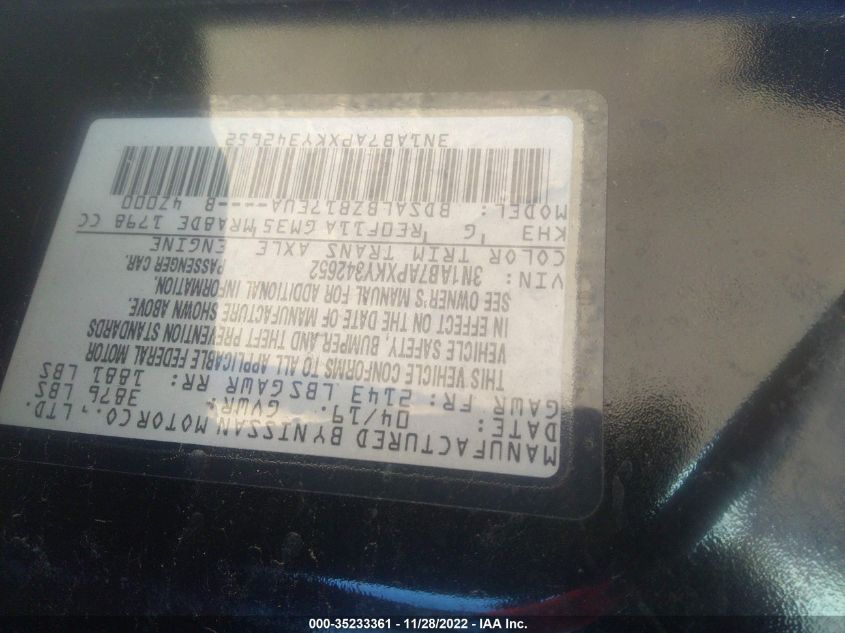 MANUFACTURED BY NISSAN MOTOR CO., LTD.
DATE: 04/19 GVWR: 3876 LBS
GAWR FR: 2143 LBS GAWR RR: 1881 LBS
THIS VEHICLE CONFORMS TO ALL APPLICABLE FEDERAL MOTOR
VEHICLE SAFETY, BUMPER, AND THEFT PREVENTION STANDARDS
IN EFFECT ON THE DATE OF MANUFACTURE SHOWN ABOVE.
SEE OWNER'S MANUAL FOR ADDITIONAL INFORMATION.
VIN: 3N1AB7APXKY342652 PASSENGER CAR.
COLOR TRIM TRANS AXLE ENGINE
KH3 G RE0F11A GM35 MRA8DE 1798 CC
MODEL: BDSALBZB17EUA---- B 4Z000
3N1AB7APXKY342652
000-35233361 - 11/28/2022 - IAA Inc.